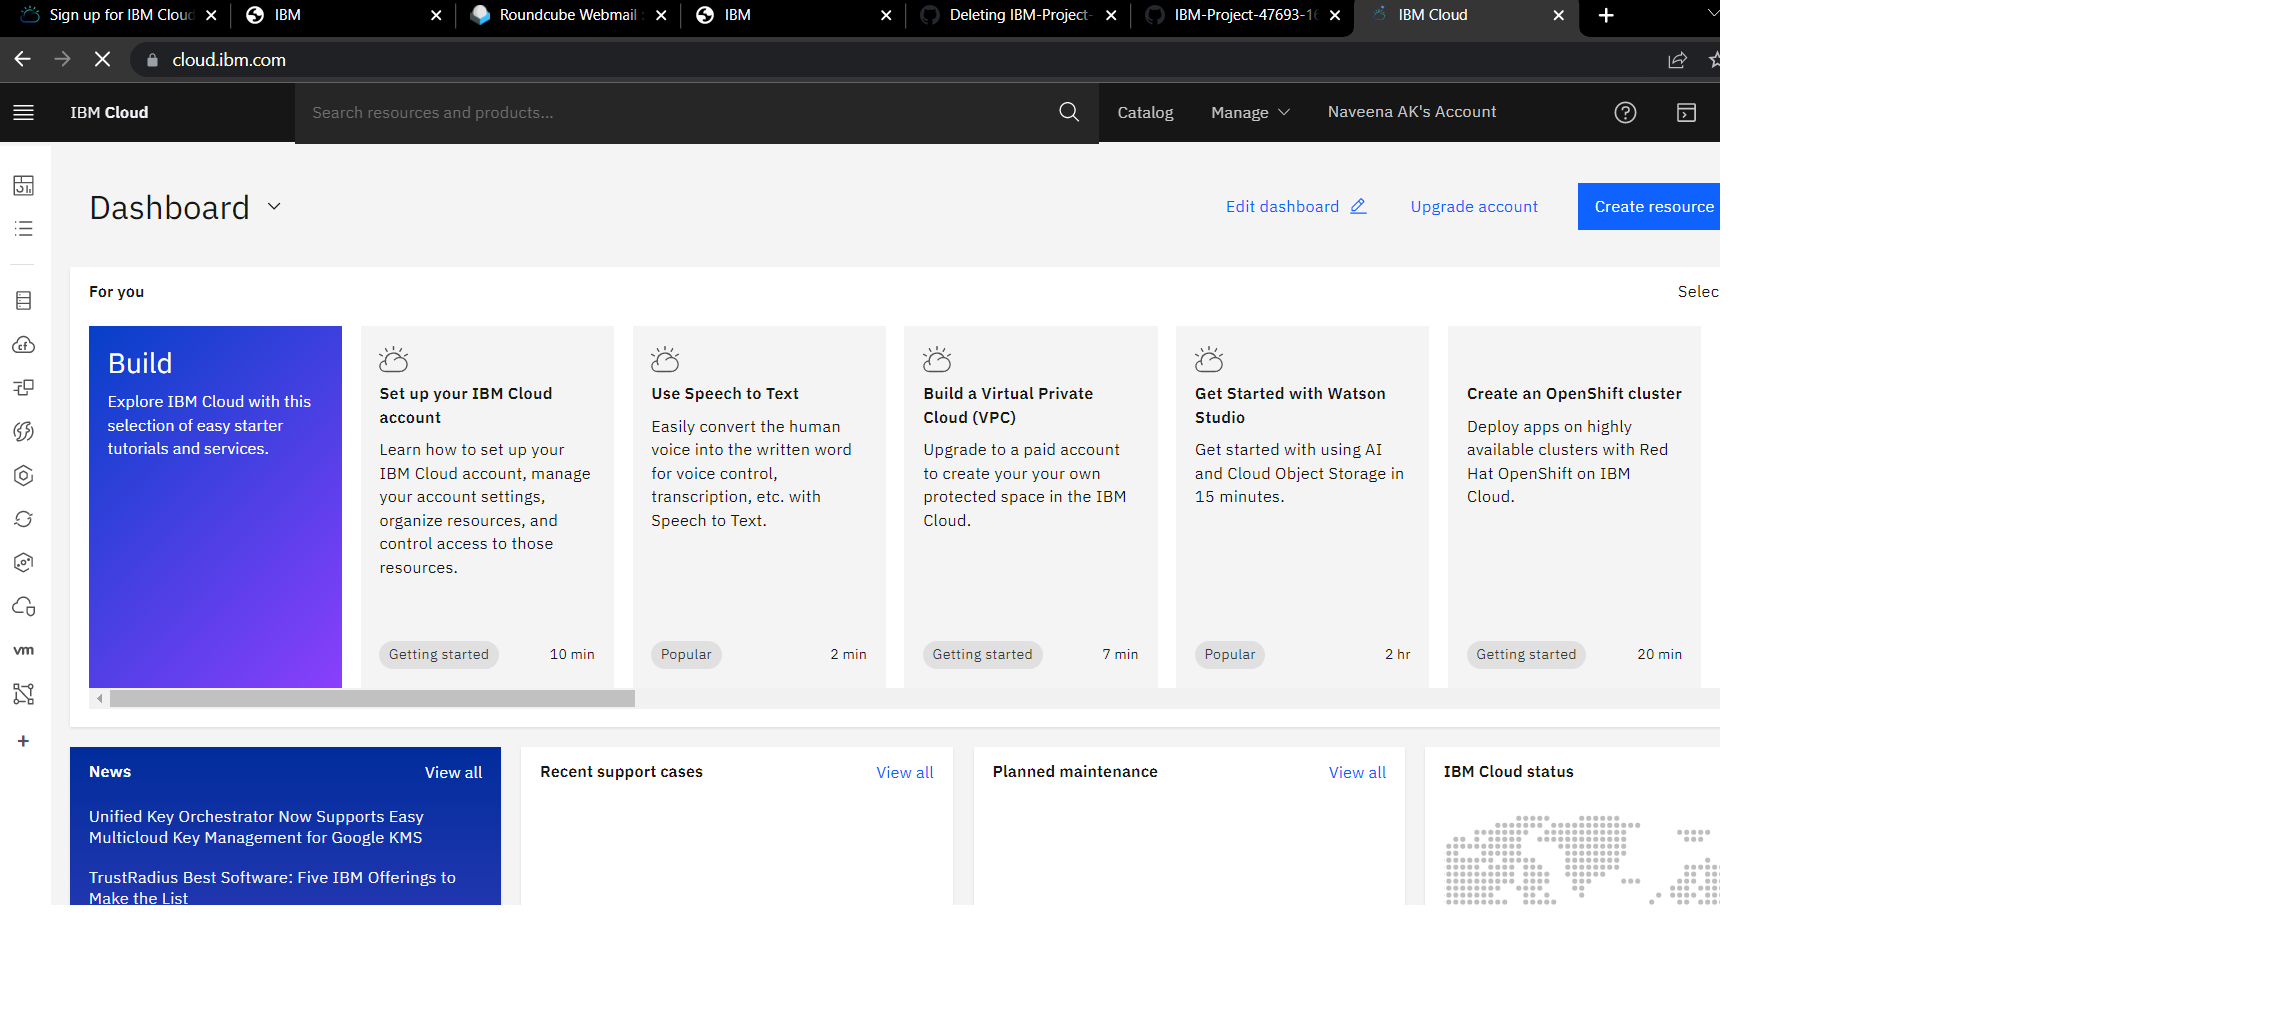 Sign up for IBM Cloud
IBM
Roundcube Webmail
IBM
Deleting IBM-Project-
IBM-Project-47693-16
IBM Cloud
cloud.ibm.com
IBM Cloud
Search resources and products...
Catalog
Manage
Naveena AK's Account
Dashboard
Edit dashboard
Upgrade account
Create resource
For you
Selec
Build
Explore IBM Cloud with this
selection of easy starter
tutorials and services.
Set up your IBM Cloud
account
Learn how to set up your
IBM Cloud account, manage
your account settings,
organize resources, and
control access to those
resources.
Getting started
10 min
Use Speech to Text
Easily convert the human
voice into the written word
for voice control,
transcription, etc. with
Speech to Text.
Popular
2 min
Build a Virtual Private
Cloud (VPC)
Upgrade to a paid account
to create your your own
protected space in the IBM
Cloud.
Getting started
7 min
Get Started with Watson
Studio
Get started with using AI
and Cloud Object Storage in
15 minutes.
Popular
2 hr
Create an OpenShift cluster
Deploy apps on highly
available clusters with Red
Hat OpenShift on IBM
Cloud.
Getting started
20 min
cf
vm
News
View all
Unified Key Orchestrator Now Supports Easy
Multicloud Key Management for Google KMS
TrustRadius Best Software: Five IBM Offerings to
Make the List
Recent support cases
View all
Planned maintenance
View all
IBM Cloud status